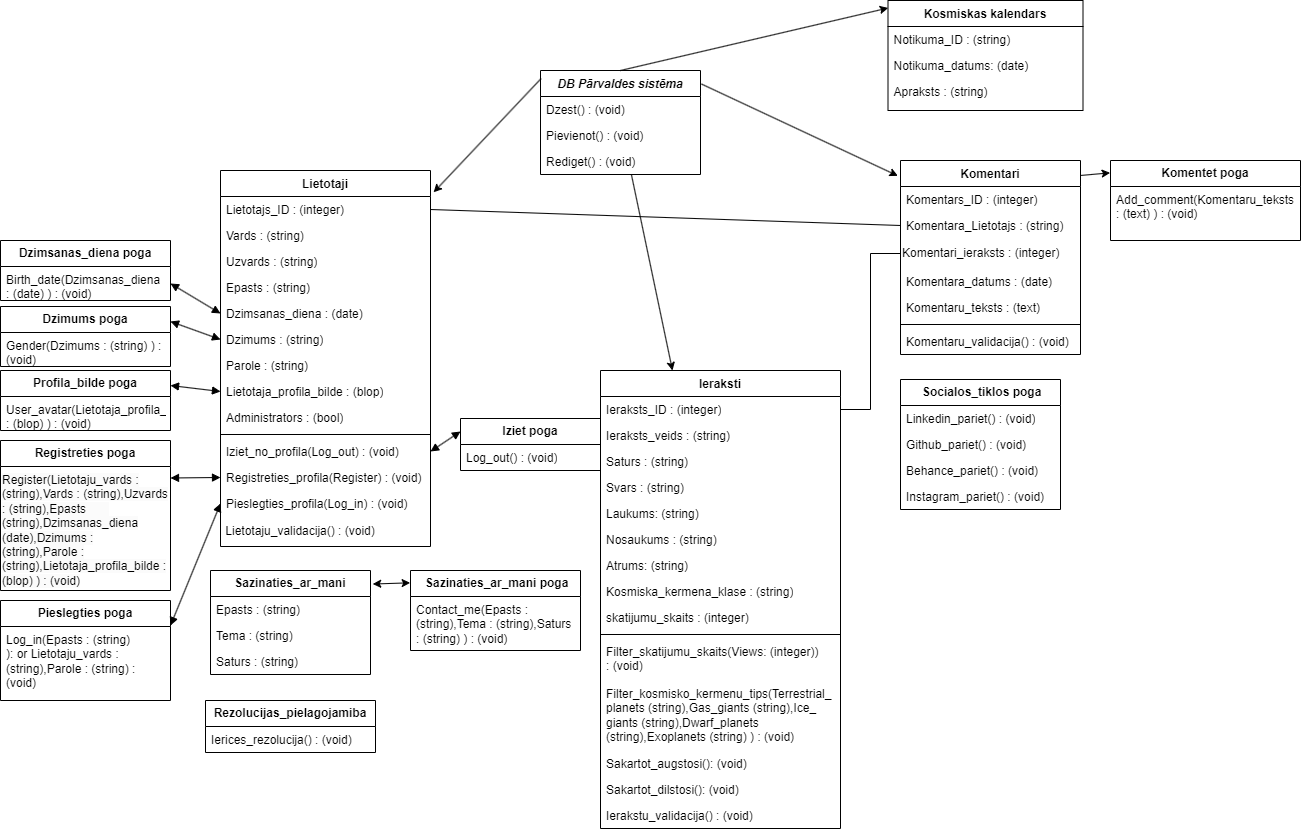 Kosmiskas kalendars
Notikuma_ID : (string)
Notikuma_datums: (date)
Apraksts : (string)
DB Pārvaldes sistēma
Dzest() : (void)
Pievienot() : (void)
Rediget() : (void)
Lietotaji
Lietotajs_ID : (integer)
Vards : (string)
Uzvards : (string)
Epasts : (string)
Dzimsanas_diena : (date)
Dzimums : (string)
Parole : (string)
Lietotaja_profila_bilde : (blop)
Administrators : (bool)
Iziet_no_profila(Log_out) : (void)
Registreties_profila(Register) : (void)
Pieslegties_profila(Log_in) : (void)
Lietotaju_validacija() : (void)
Komentari
Komentars_ID : (integer)
Komentara_Lietotajs : (string)
Komentari_ieraksts : (integer)
Komentara_datums : (date)
Komentaru_teksts : (text)
Komentaru_validacija() : (void)
Komentet poga
Add_comment(Komentaru_teksts
: (text) ) : (void)
Dzimsanas_diena poga
Birth_date(Dzimsanas_diena
: (date) ) : (void)
Dzimums poga
Gender(Dzimums : (string) ) :
(void)
Profila_bilde poga
User_avatar(Lietotaja_profila_
: (blop) ) : (void)
Registreties poga
Register(Lietotaju_vards :
(string),Vards : (string),Uzvards
: (string),Epasts
(string),Dzimsanas_diena
(date),Dzimums :
(string),Parole :
(string),Lietotaja_profila_bilde :
(blop) ) : (void)
Pieslegties poga
Log_in(Epasts : (string)
): or Lietotaju_vards :
(string),Parole : (string) :
(void)
Iziet poga
Log_out() : (void)
Ieraksti
Ieraksts_ID : (integer)
Ieraksts_veids : (string)
Saturs : (string)
Svars : (string)
Laukums: (string)
Nosaukums : (string)
Atrums: (string)
Kosmiska_kermena_klase : (string)
skatijumu_skaits : (integer)
Filter_skatijumu_skaits(Views: (integer))
: (void)
Filter_kosmisko_kermenu_tips(Terrestrial_
planets (string),Gas_giants (string),Ice_
giants (string),Dwarf_planets
(string),Exoplanets (string) ) : (void)
Sakartot_augstosi(): (void)
Sakartot_dilstosi(): (void)
Ierakstu_validacija() : (void)
Socialos_tiklos poga
Linkedin_pariet() : (void)
Github_pariet() : (void)
Behance_pariet() : (void)
Instagram_pariet() : (void)
Sazinaties_ar_mani
Epasts : (string)
Tema : (string)
Saturs : (string)
Sazinaties_ar_mani poga
Contact_me(Epasts :
(string),Tema : (string),Saturs
: (string) ) : (void)
Rezolucijas_pielagojamiba
Ierices_rezolucija() : (void)